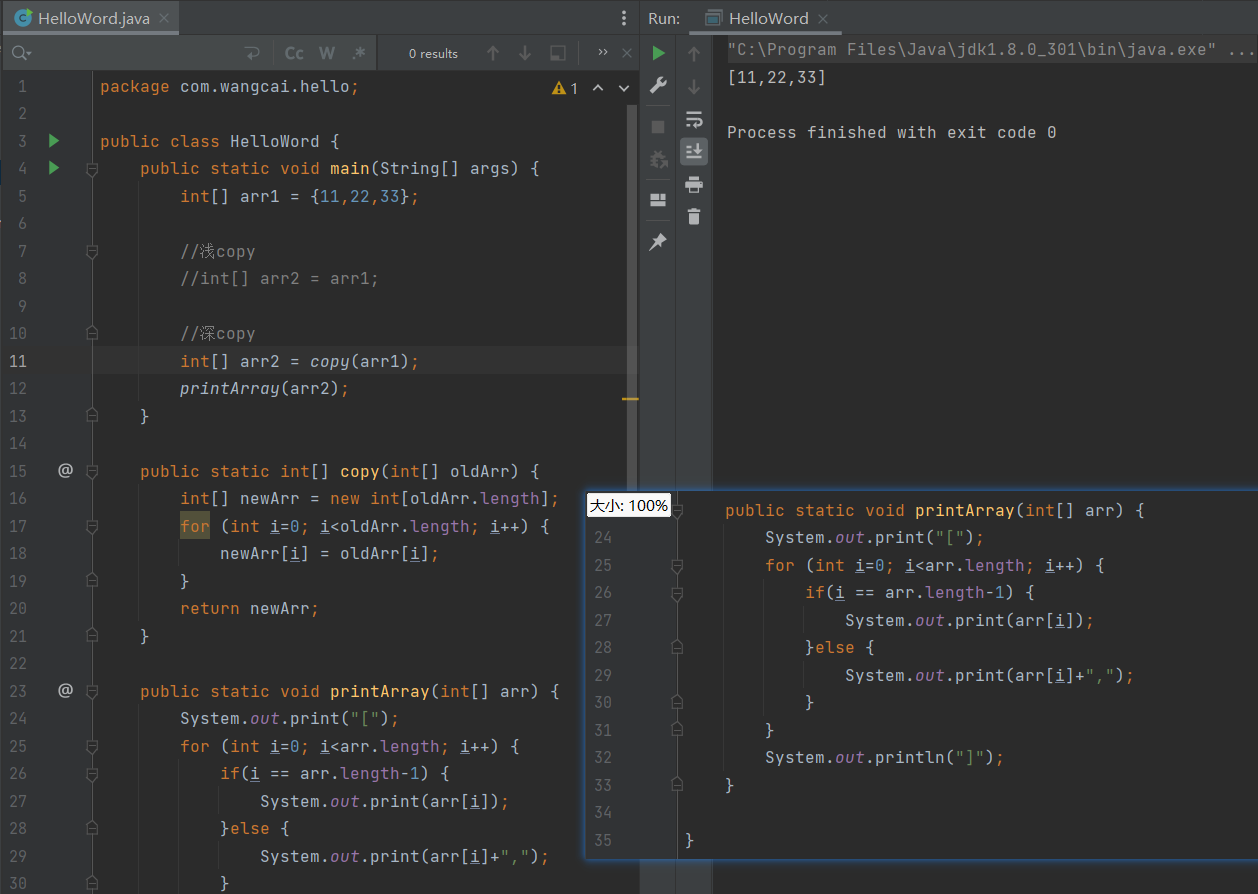 HelloWord.java
Cc W .*
0 results
1 package com.wangcai.hello;
1
2
3 public class HelloWord {
4 public static void main(String[] args) {
5 int[] arr1 = {11,22,33};
6
7 //浅copy
8 //int[] arr2 = arr1;
9
10 //深copy
11 int[] arr2 = copy(arr1);
12 printArray(arr2);
13 }
14
15 @ public static int[] copy(int[] oldArr) {
16 int[] newArr = new int[oldArr.length];
17 for (int i=0; i<oldArr.length; i++) {
18 newArr[i] = oldArr[i];
19 }
20 return newArr;
21 }
22
23 @ public static void printArray(int[] arr) {
24 System.out.print("[");
25 for (int i=0; i<arr.length; i++) {
26 if(i == arr.length-1) {
27 System.out.print(arr[i]);
28 }else {
29 System.out.print(arr[i]+",");
30 }
Run: HelloWord
"C:\Program Files\Java\jdk1.8.0_301\bin\java.exe" ...
[11,22,33]
Process finished with exit code 0
大小: 100%
public static void printArray(int[] arr) {
24 System.out.print("[");
25 for (int i=0; i<arr.length; i++) {
26 if(i == arr.length-1) {
27 System.out.print(arr[i]);
28 }else {
29 System.out.print(arr[i]+",");
30 }
31 }
32 System.out.println("]");
33 }
34
35 }